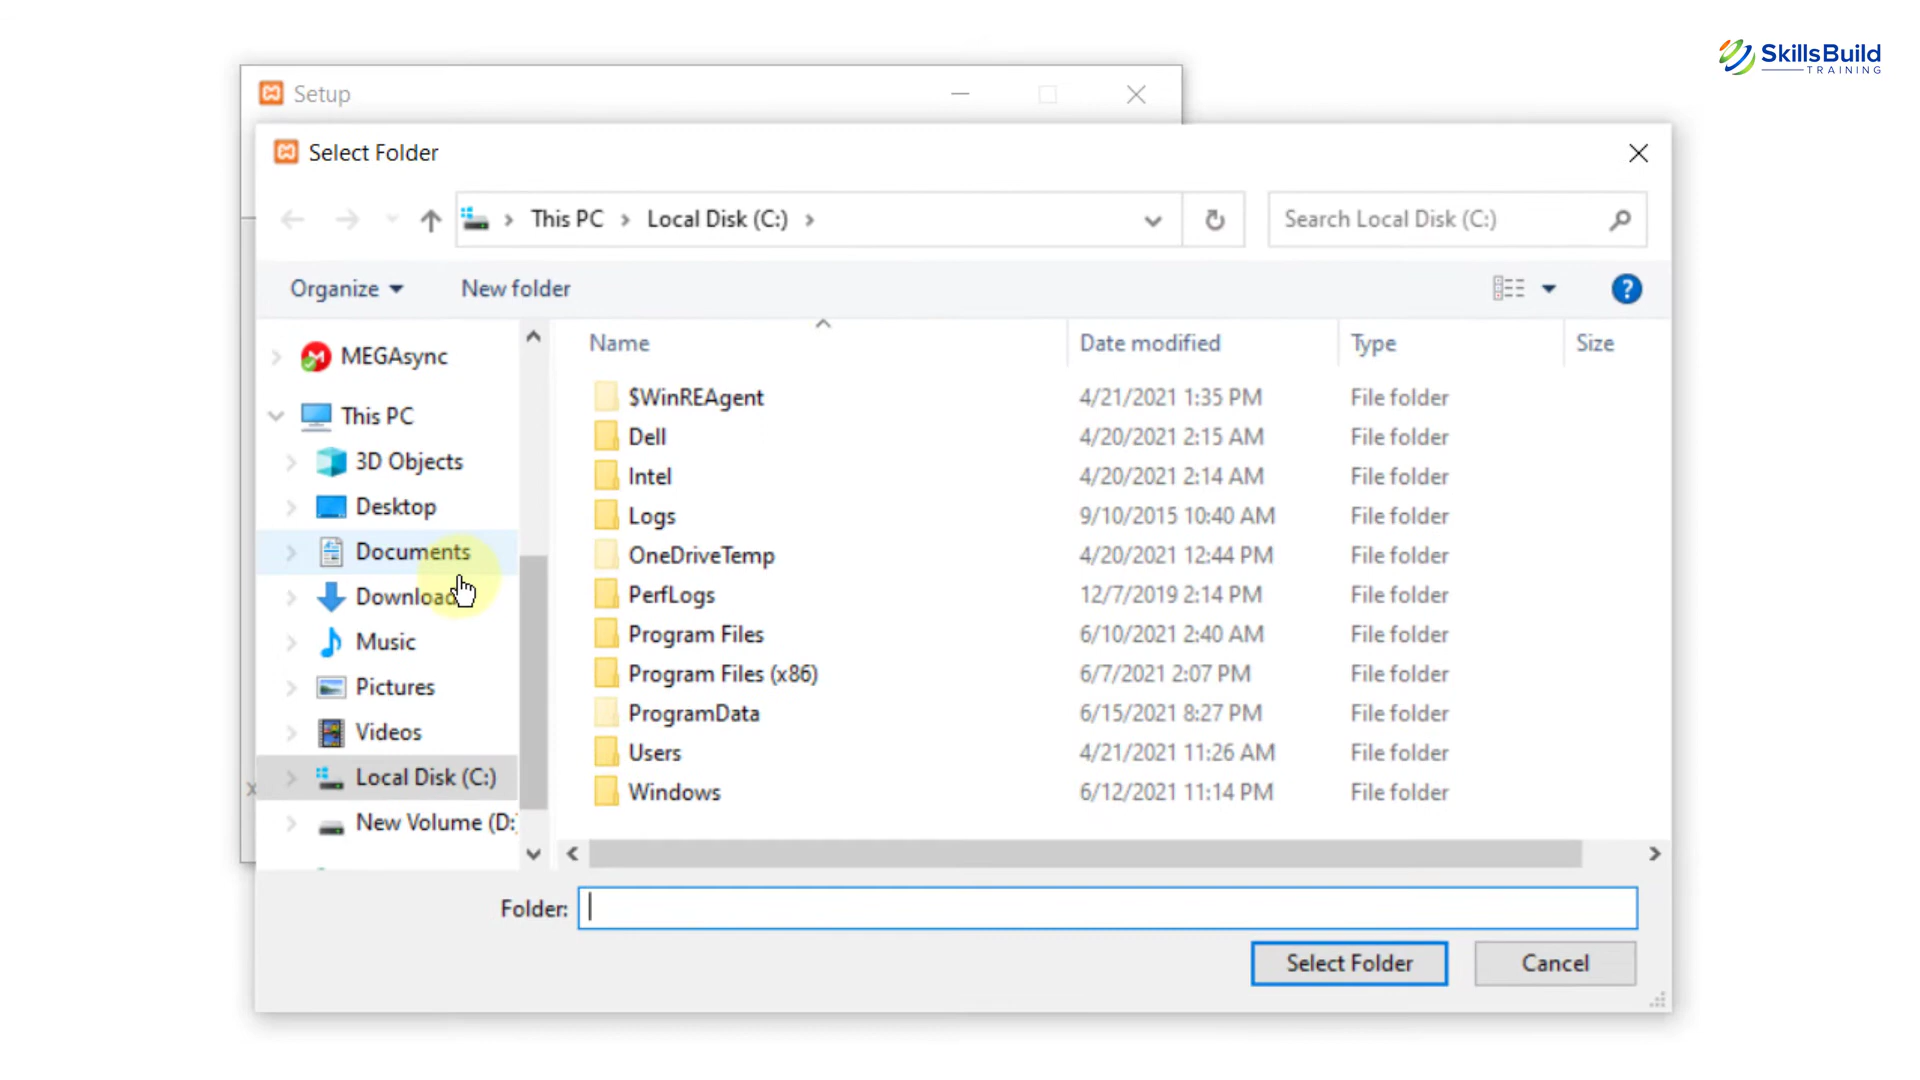 SkillsBuild
TRAINING
Setup
Select Folder
This PC Local Disk (C:)
Search Local Disk (C:)
Organize
New folder
?
Name Date modified Type Size
MEGAsync
This PC
3D Objects
Desktop
Documents
Download
Music
Pictures
Videos
Local Disk (C:)
New Volume (D:
$WinREAgent 4/21/2021 1:35 PM File folder
Dell 4/20/2021 2:15 AM File folder
Intel 4/20/2021 2:14 AM File folder
Logs 9/10/2015 10:40 AM File folder
OneDriveTemp 4/20/2021 12:44 PM File folder
PerfLogs 12/7/2019 2:14 PM File folder
Program Files 6/10/2021 2:40 AM File folder
Program Files (x86) 6/7/2021 2:07 PM File folder
ProgramData 6/15/2021 8:27 PM File folder
Users 4/21/2021 11:26 AM File folder
Windows 6/12/2021 11:14 PM File folder
Folder:
Select Folder
Cancel